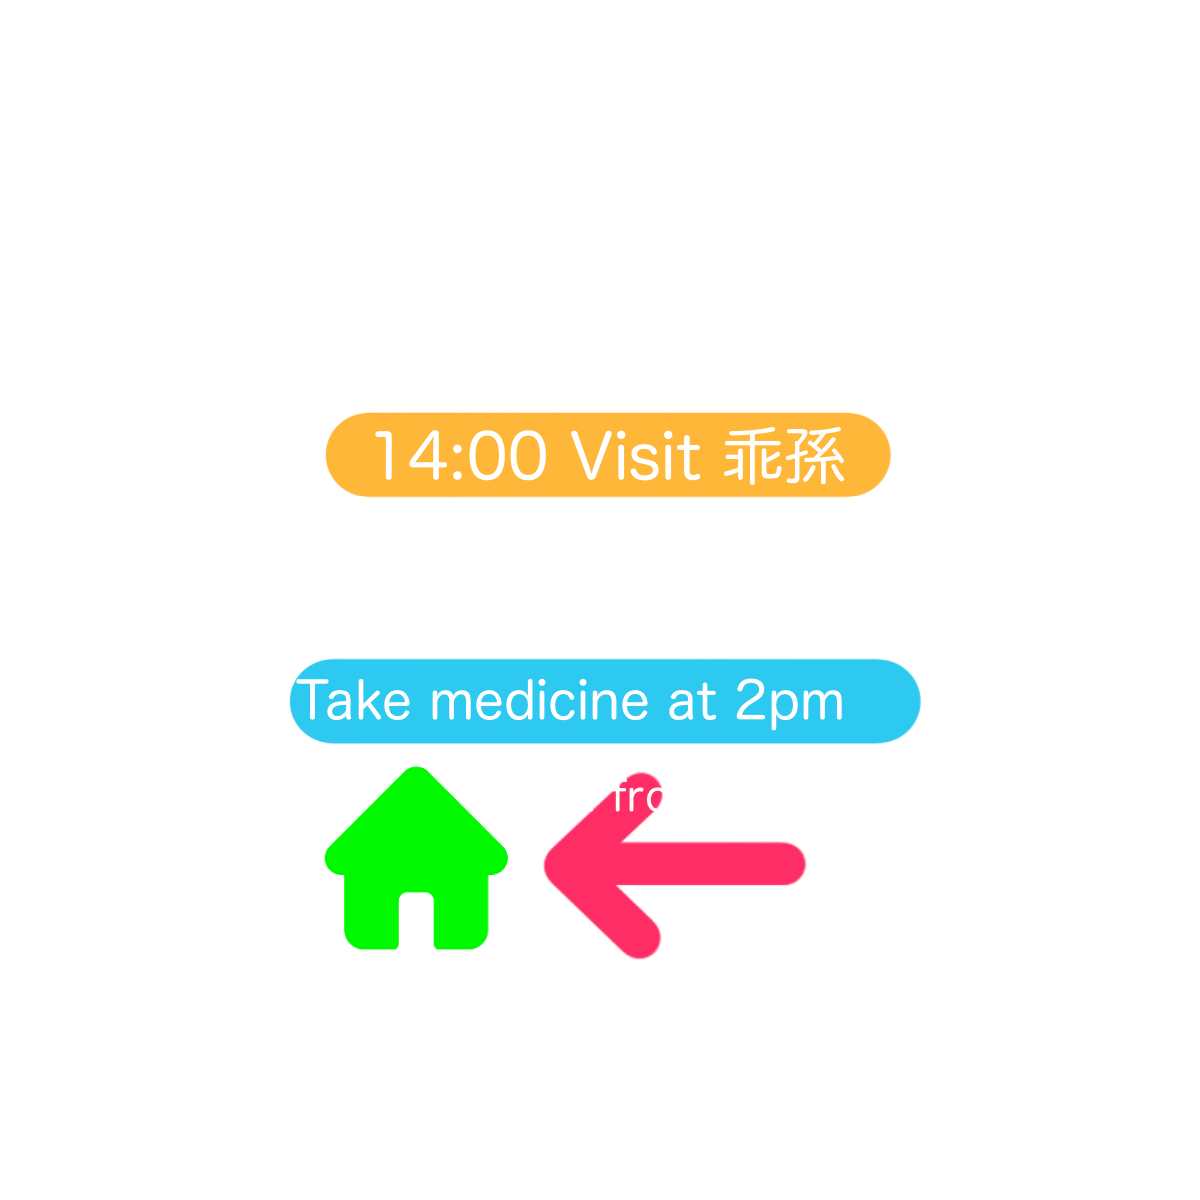 14:00 Visit 乖孫
Take medicine at 2pm